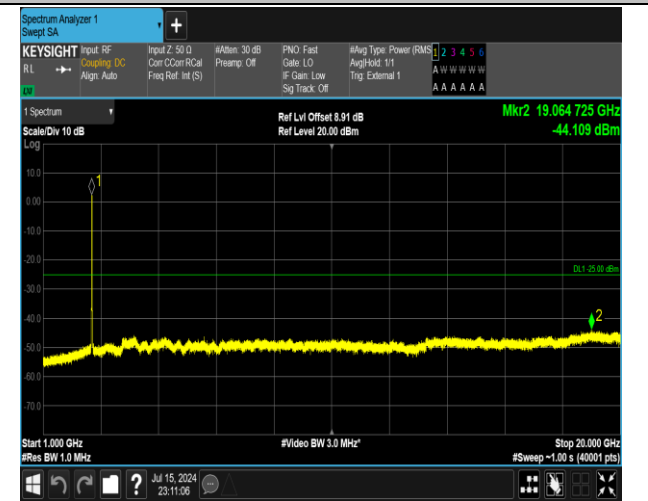 Spectrum Analyzer 1
Swept SA
KEYSIGHT Input: RF Input Z: 50 Ω #Atten: 30 dB PNO: Fast #Avg Type: Power (RMS 1 2 3 4 5 6
RL Coupling: DC Corr CCorr RCal Preamp: Off Gate: LO Avg|Hold: 1/1 A W W W W W
Align: Auto Freq Ref: Int (S) IF Gain: Low Trig: External 1
Sig Track: Off A A A A A A
1 Spectrum Ref Lvl Offset 8.91 dB Mkr2 19.064 725 GHz
Scale/Div 10 dB Ref Level 20.00 dBm -44.109 dBm
Log
10.0
1
0.00
-10.0
-20.0
DL1 -25.00 dBm
-30.0
-40.0
2
-50.0
-60.0
-70.0
Start 1.000 GHz #Video BW 3.0 MHz* Stop 20.000 GHz
#Res BW 1.0 MHz #Sweep ~1.00 s (40001 pts)
? Jul 15, 2024
23:11:06